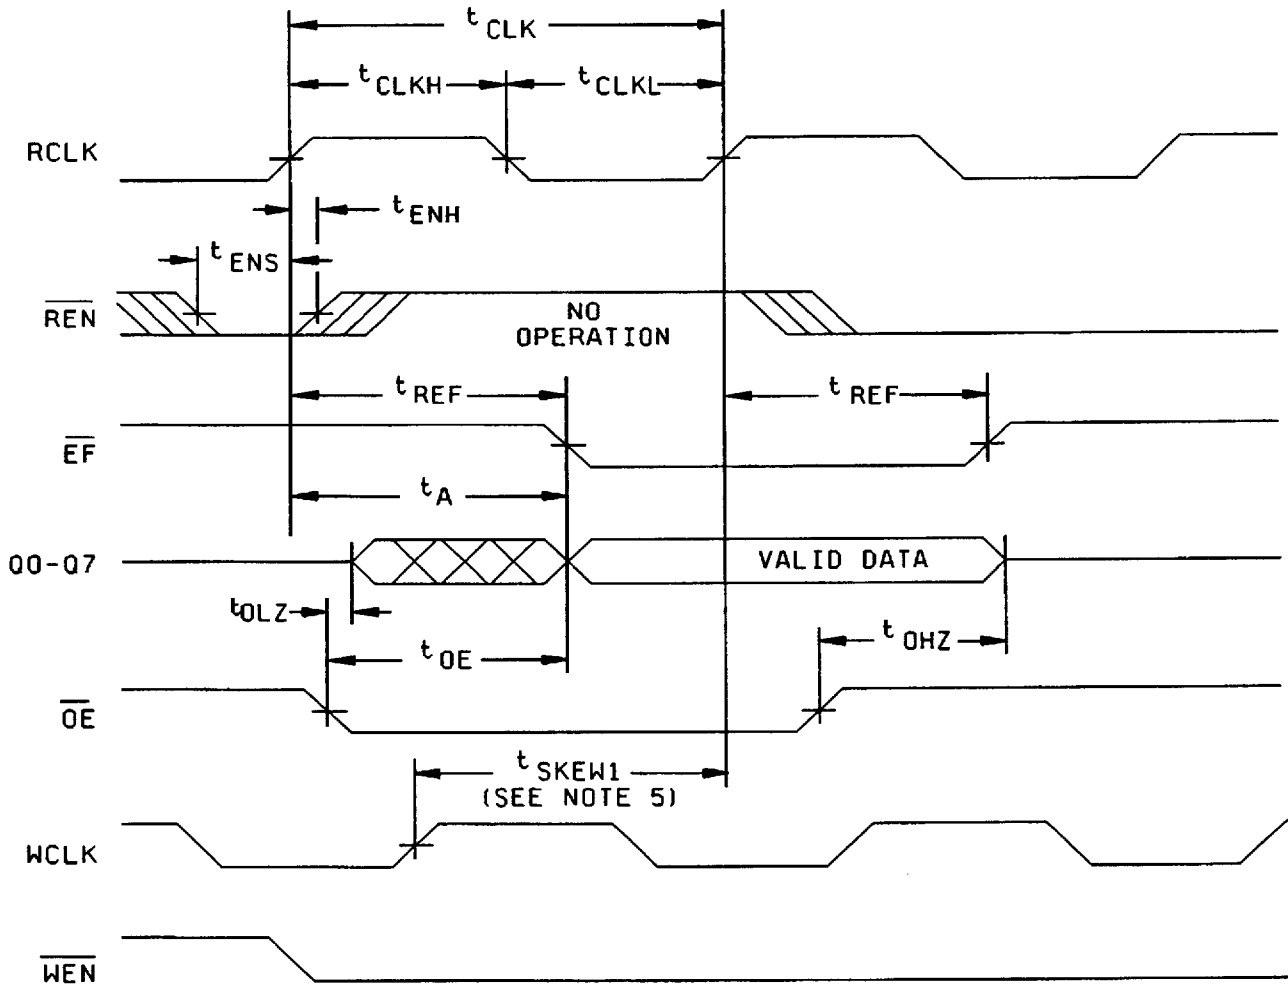 tCLK
tCLKH
tCLKL
RCLK
tENH
tENS
REN
NO
OPERATION
tREF
tREF
EF
tA
Q0-Q7
VALID DATA
tOLZ
tOE
tOHZ
OE
tSKEW1
(SEE NOTE 5)
WCLK
WEN